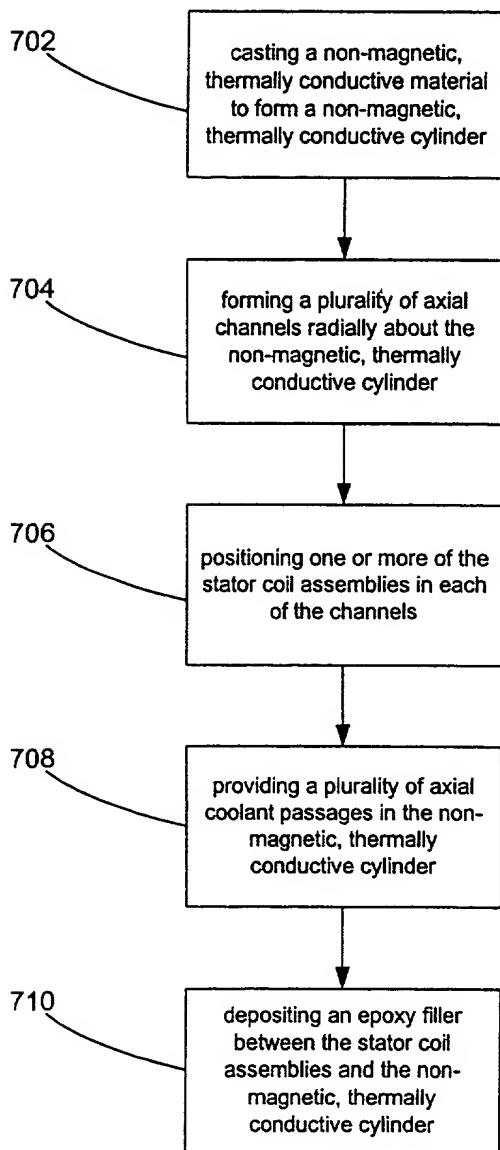 702
casting a non-magnetic,
thermally conductive material
to form a non-magnetic,
thermally conductive cylinder
704
forming a plurality of axial
channels radially about the
non-magnetic, thermally
conductive cylinder
706
positioning one or more of the
stator coil assemblies in each
of the channels
708
providing a plurality of axial
coolant passages in the non-
magnetic, thermally
conductive cylinder
710
depositing an epoxy filler
between the stator coil
assemblies and the non-
magnetic, thermally
conductive cylinder